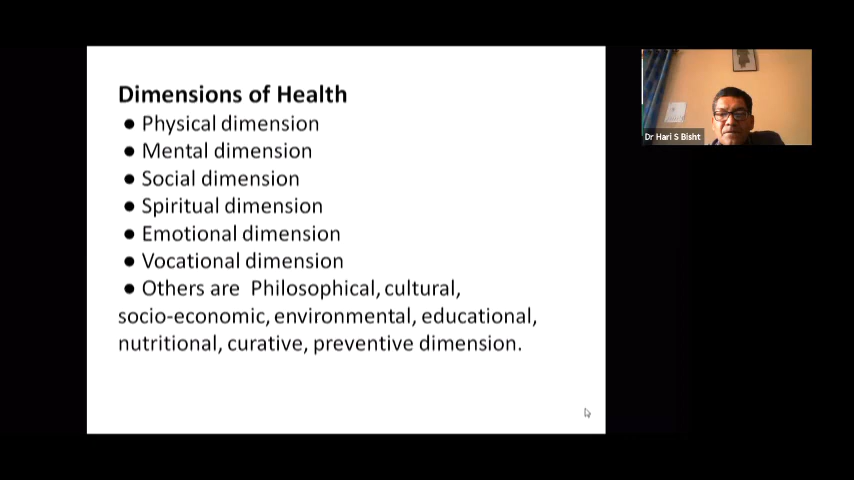 Dimensions of Health
● Physical dimension
● Mental dimension
● Social dimension
● Spiritual dimension
● Emotional dimension
● Vocational dimension
● Others are  Philosophical, cultural,
socio-economic, environmental, educational,
nutritional, curative, preventive dimension.
Dr Hari S Bisht